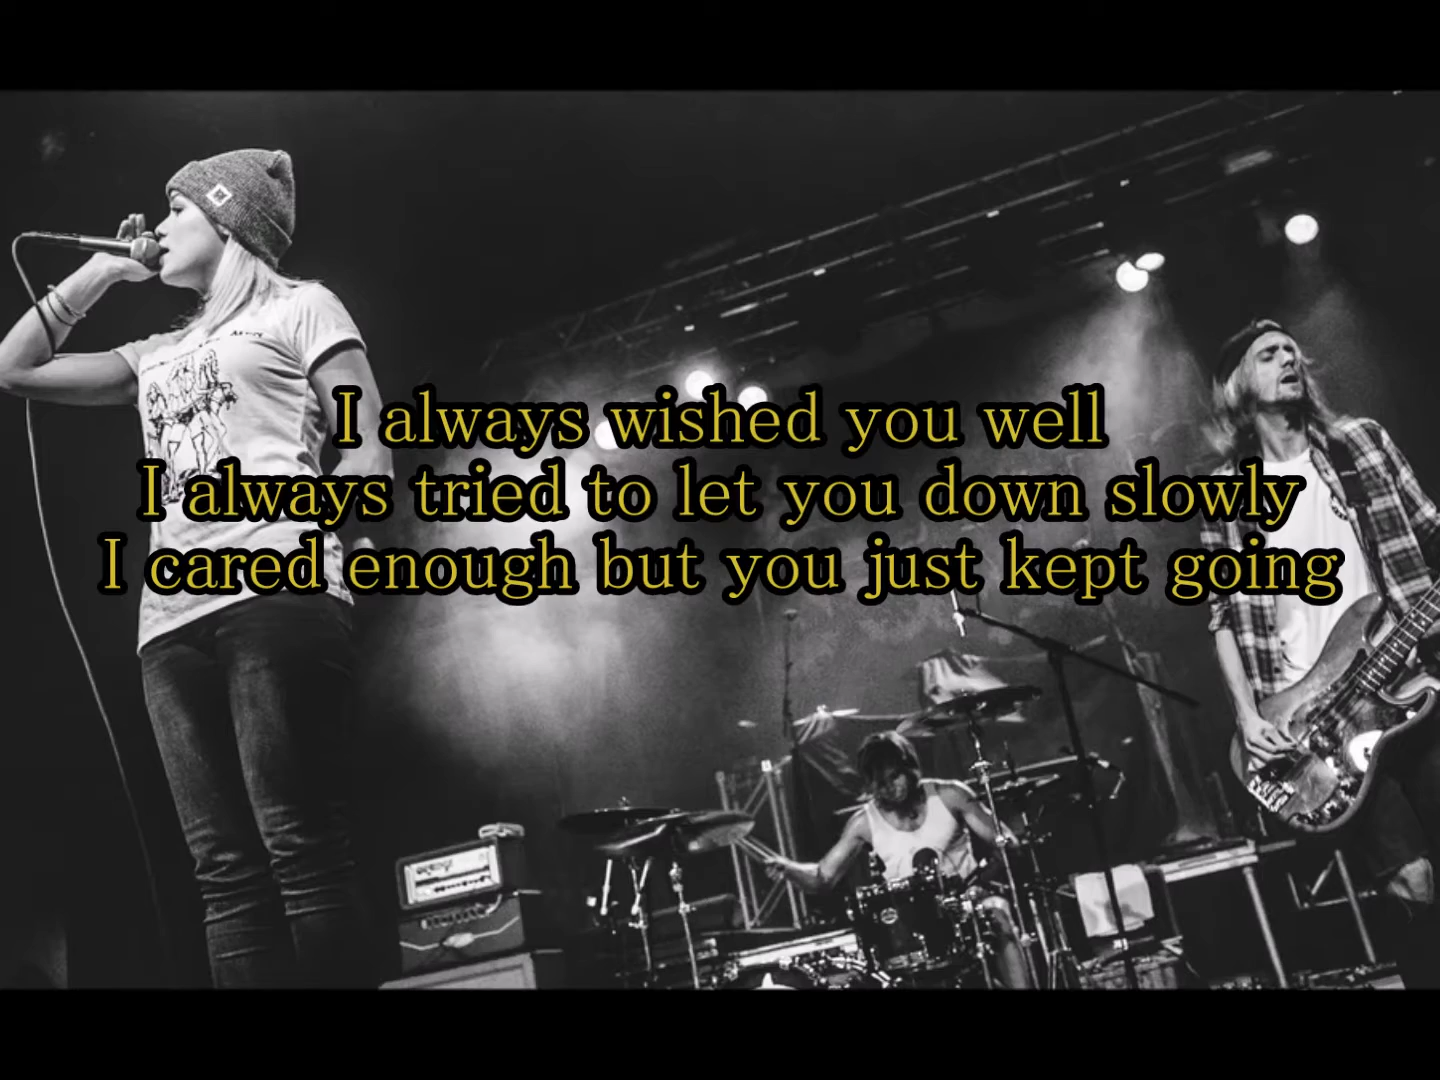 I always wished you well
I always tried to let you down slowly
I cared enough but you just kept going